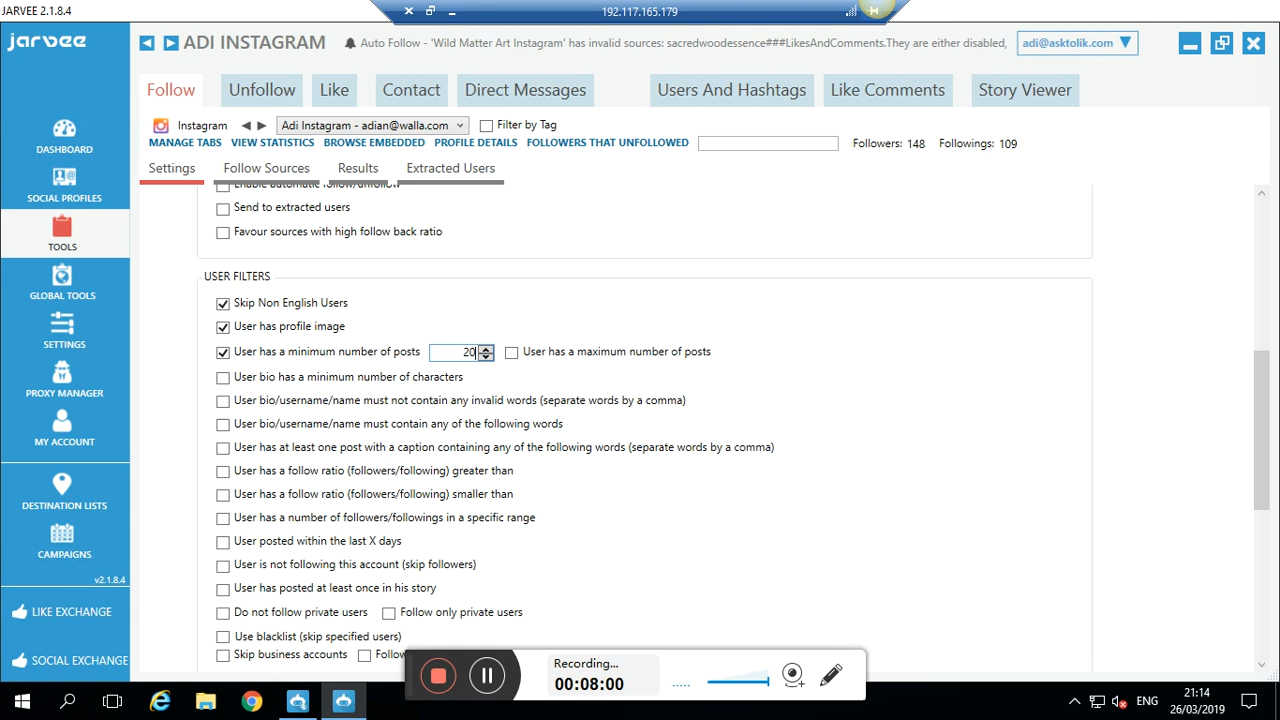 JARVEE 2.1.8.4
192.117.165.179
jarvee
ADI INSTAGRAM
Auto Follow - 'Wild Matter Art Instagram' has invalid sources: sacredwoodessence###LikesAndComments.They are either disabled,
adi@asktolik.com
Follow
Unfollow
Like
Contact
Direct Messages
Users And Hashtags
Like Comments
Story Viewer
Instagram
Adi Instagram - adian@walla.com
Filter by Tag
MANAGE TABS
VIEW STATISTICS
BROWSE EMBEDDED
PROFILE DETAILS
FOLLOWERS THAT UNFOLLOWED
Followers: 148
Followings: 109
Settings
Follow Sources
Results
Extracted Users
DASHBOARD
SOCIAL PROFILES
TOOLS
GLOBAL TOOLS
SETTINGS
PROXY MANAGER
MY ACCOUNT
DESTINATION LISTS
CAMPAIGNS
v2.1.8.4
LIKE EXCHANGE
SOCIAL EXCHANGE
Enable automatic follow/unfollow
Send to extracted users
Favour sources with high follow back ratio
USER FILTERS
Skip Non English Users
User has profile image
User has a minimum number of posts
20
User has a maximum number of posts
User bio has a minimum number of characters
User bio/username/name must not contain any invalid words (separate words by a comma)
User bio/username/name must contain any of the following words
User has at least one post with a caption containing any of the following words (separate words by a comma)
User has a follow ratio (followers/following) greater than
User has a follow ratio (followers/following) smaller than
User has a number of followers/followings in a specific range
User posted within the last X days
User is not following this account (skip followers)
User has posted at least once in his story
Do not follow private users
Follow only private users
Use blacklist (skip specified users)
Skip business accounts
Follow
Recording...
00:08:00
ENG
21:14
26/03/2019